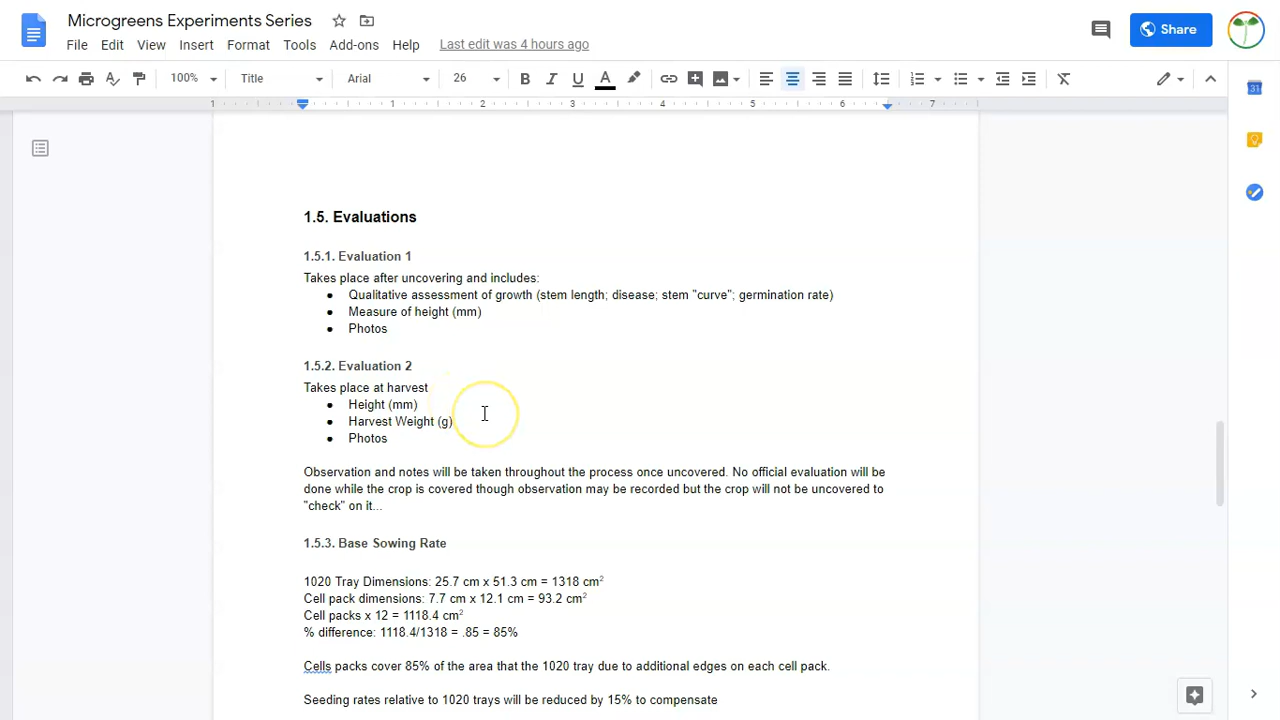 Microgreens Experiments Series
File Edit View Insert Format Tools Add-ons Help Last edit was 4 hours ago
Share
100% Title Arial 26 B I U A
1 1 2 3 4 5 6 7
31
1.5. Evaluations
1.5.1. Evaluation 1
Takes place after uncovering and includes:
● Qualitative assessment of growth (stem length; disease; stem "curve"; germination rate)
● Measure of height (mm)
● Photos
1.5.2. Evaluation 2
Takes place at harvest
● Height (mm)
● Harvest Weight (g)
● Photos
Observation and notes will be taken throughout the process once uncovered. No official evaluation will be
done while the crop is covered though observation may be recorded but the crop will not be uncovered to
"check" on it...
1.5.3. Base Sowing Rate
1020 Tray Dimensions: 25.7 cm x 51.3 cm = 1318 cm²
Cell pack dimensions: 7.7 cm x 12.1 cm = 93.2 cm²
Cell packs x 12 = 1118.4 cm²
% difference: 1118.4/1318 = .85 = 85%
Cells packs cover 85% of the area that the 1020 tray due to additional edges on each cell pack.
Seeding rates relative to 1020 trays will be reduced by 15% to compensate